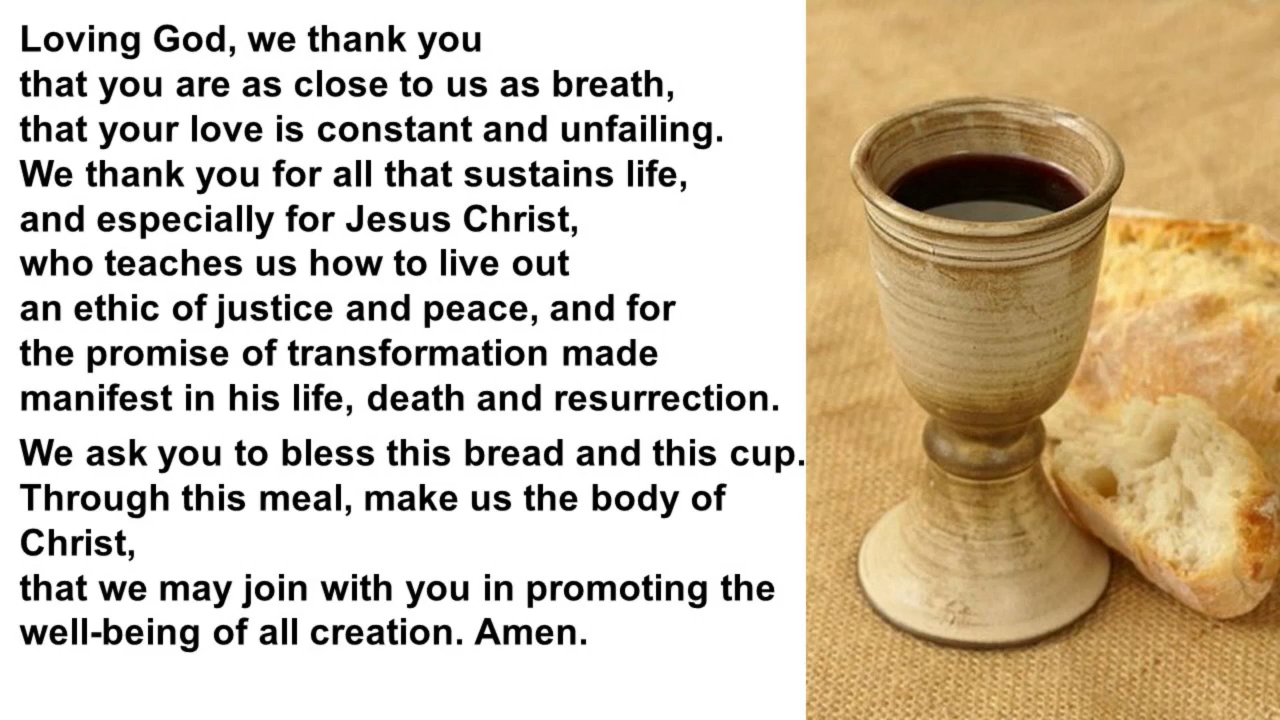 Loving God, we thank you
that you are as close to us as breath,
that your love is constant and unfailing.
We thank you for all that sustains life,
and especially for Jesus Christ,
who teaches us how to live out
an ethic of justice and peace, and for
the promise of transformation made
manifest in his life, death and resurrection.
We ask you to bless this bread and this cup.
Through this meal, make us the body of
Christ,
that we may join with you in promoting the
well-being of all creation. Amen.